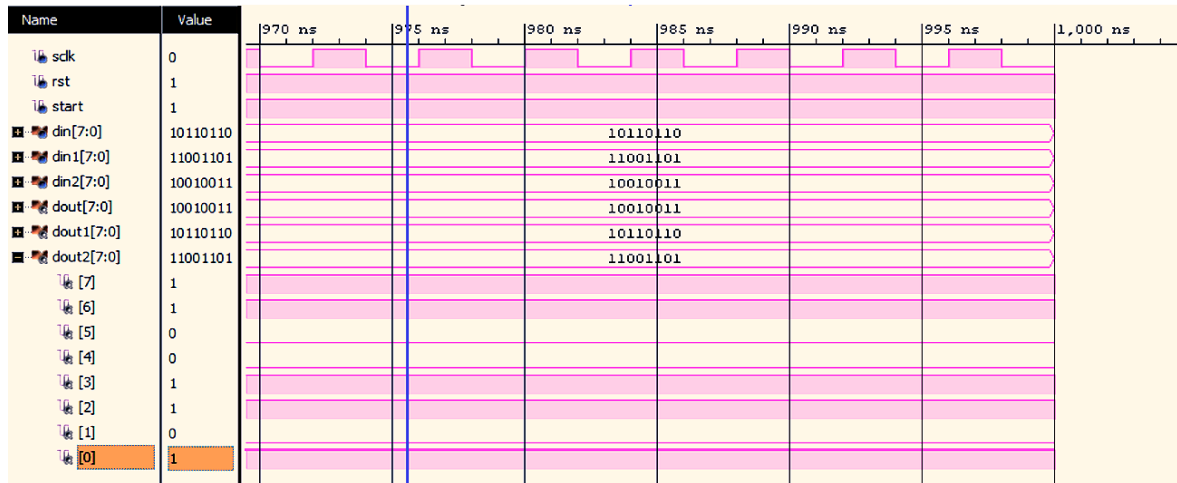 Name Value 970 ns 975 ns 980 ns 985 ns 990 ns 995 ns 1,000 ns
sclk 0
rst 1
start 1
din[7:0] 10110110 10110110
din1[7:0] 11001101 11001101
din2[7:0] 10010011 10010011
dout[7:0] 10010011 10010011
dout1[7:0] 10110110 10110110
dout2[7:0] 11001101 11001101
[7] 1
[6] 1
[5] 0
[4] 0
[3] 1
[2] 1
[1] 0
[0] 1